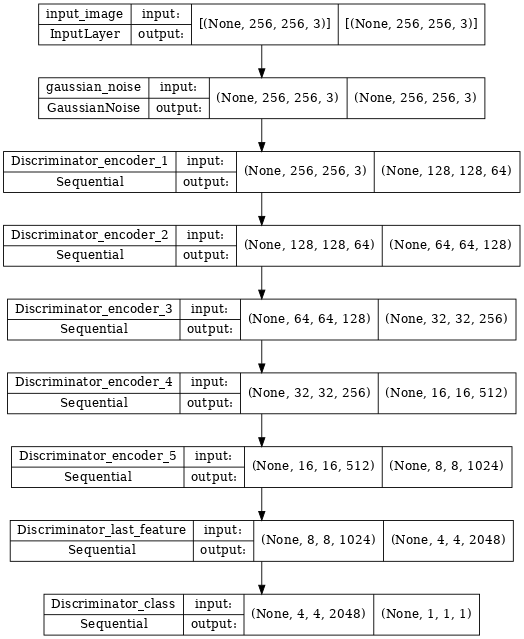 input_image input: [(None, 256, 256, 3)] [(None, 256, 256, 3)]
InputLayer output:
gaussian_noise input: (None, 256, 256, 3) (None, 256, 256, 3)
GaussianNoise output:
Discriminator_encoder_1 input: (None, 256, 256, 3) (None, 128, 128, 64)
Sequential output:
Discriminator_encoder_2 input: (None, 128, 128, 64) (None, 64, 64, 128)
Sequential output:
Discriminator_encoder_3 input: (None, 64, 64, 128) (None, 32, 32, 256)
Sequential output:
Discriminator_encoder_4 input: (None, 32, 32, 256) (None, 16, 16, 512)
Sequential output:
Discriminator_encoder_5 input: (None, 16, 16, 512) (None, 8, 8, 1024)
Sequential output:
Discriminator_last_feature input: (None, 8, 8, 1024) (None, 4, 4, 2048)
Sequential output:
Discriminator_class input: (None, 4, 4, 2048) (None, 1, 1, 1)
Sequential output: